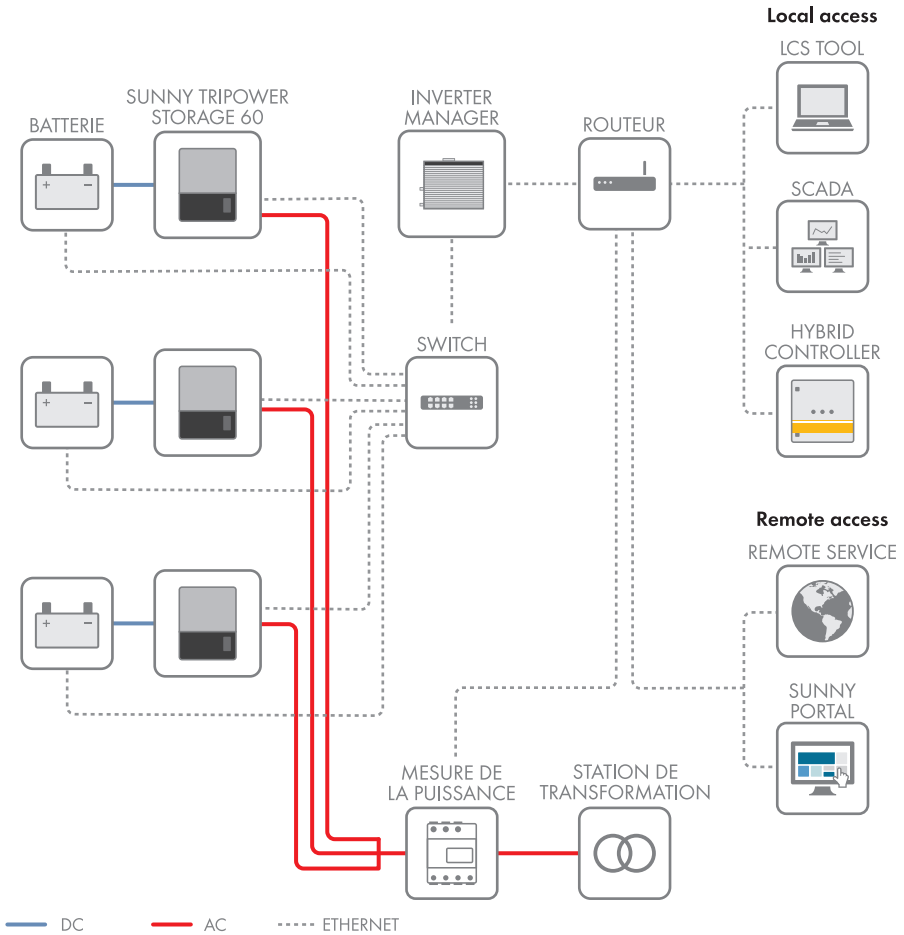 Local access
LCS TOOL
SUNNY TRIPOWER
STORAGE 60
INVERTER
MANAGER
BATTERIE
ROUTEUR
+ −
SCADA
SWITCH
HYBRID
CONTROLLER
+ −
Remote access
REMOTE SERVICE
+ −
SUNNY
PORTAL
MESURE DE
LA PUISSANCE
STATION DE
TRANSFORMATION
DC
AC
ETHERNET